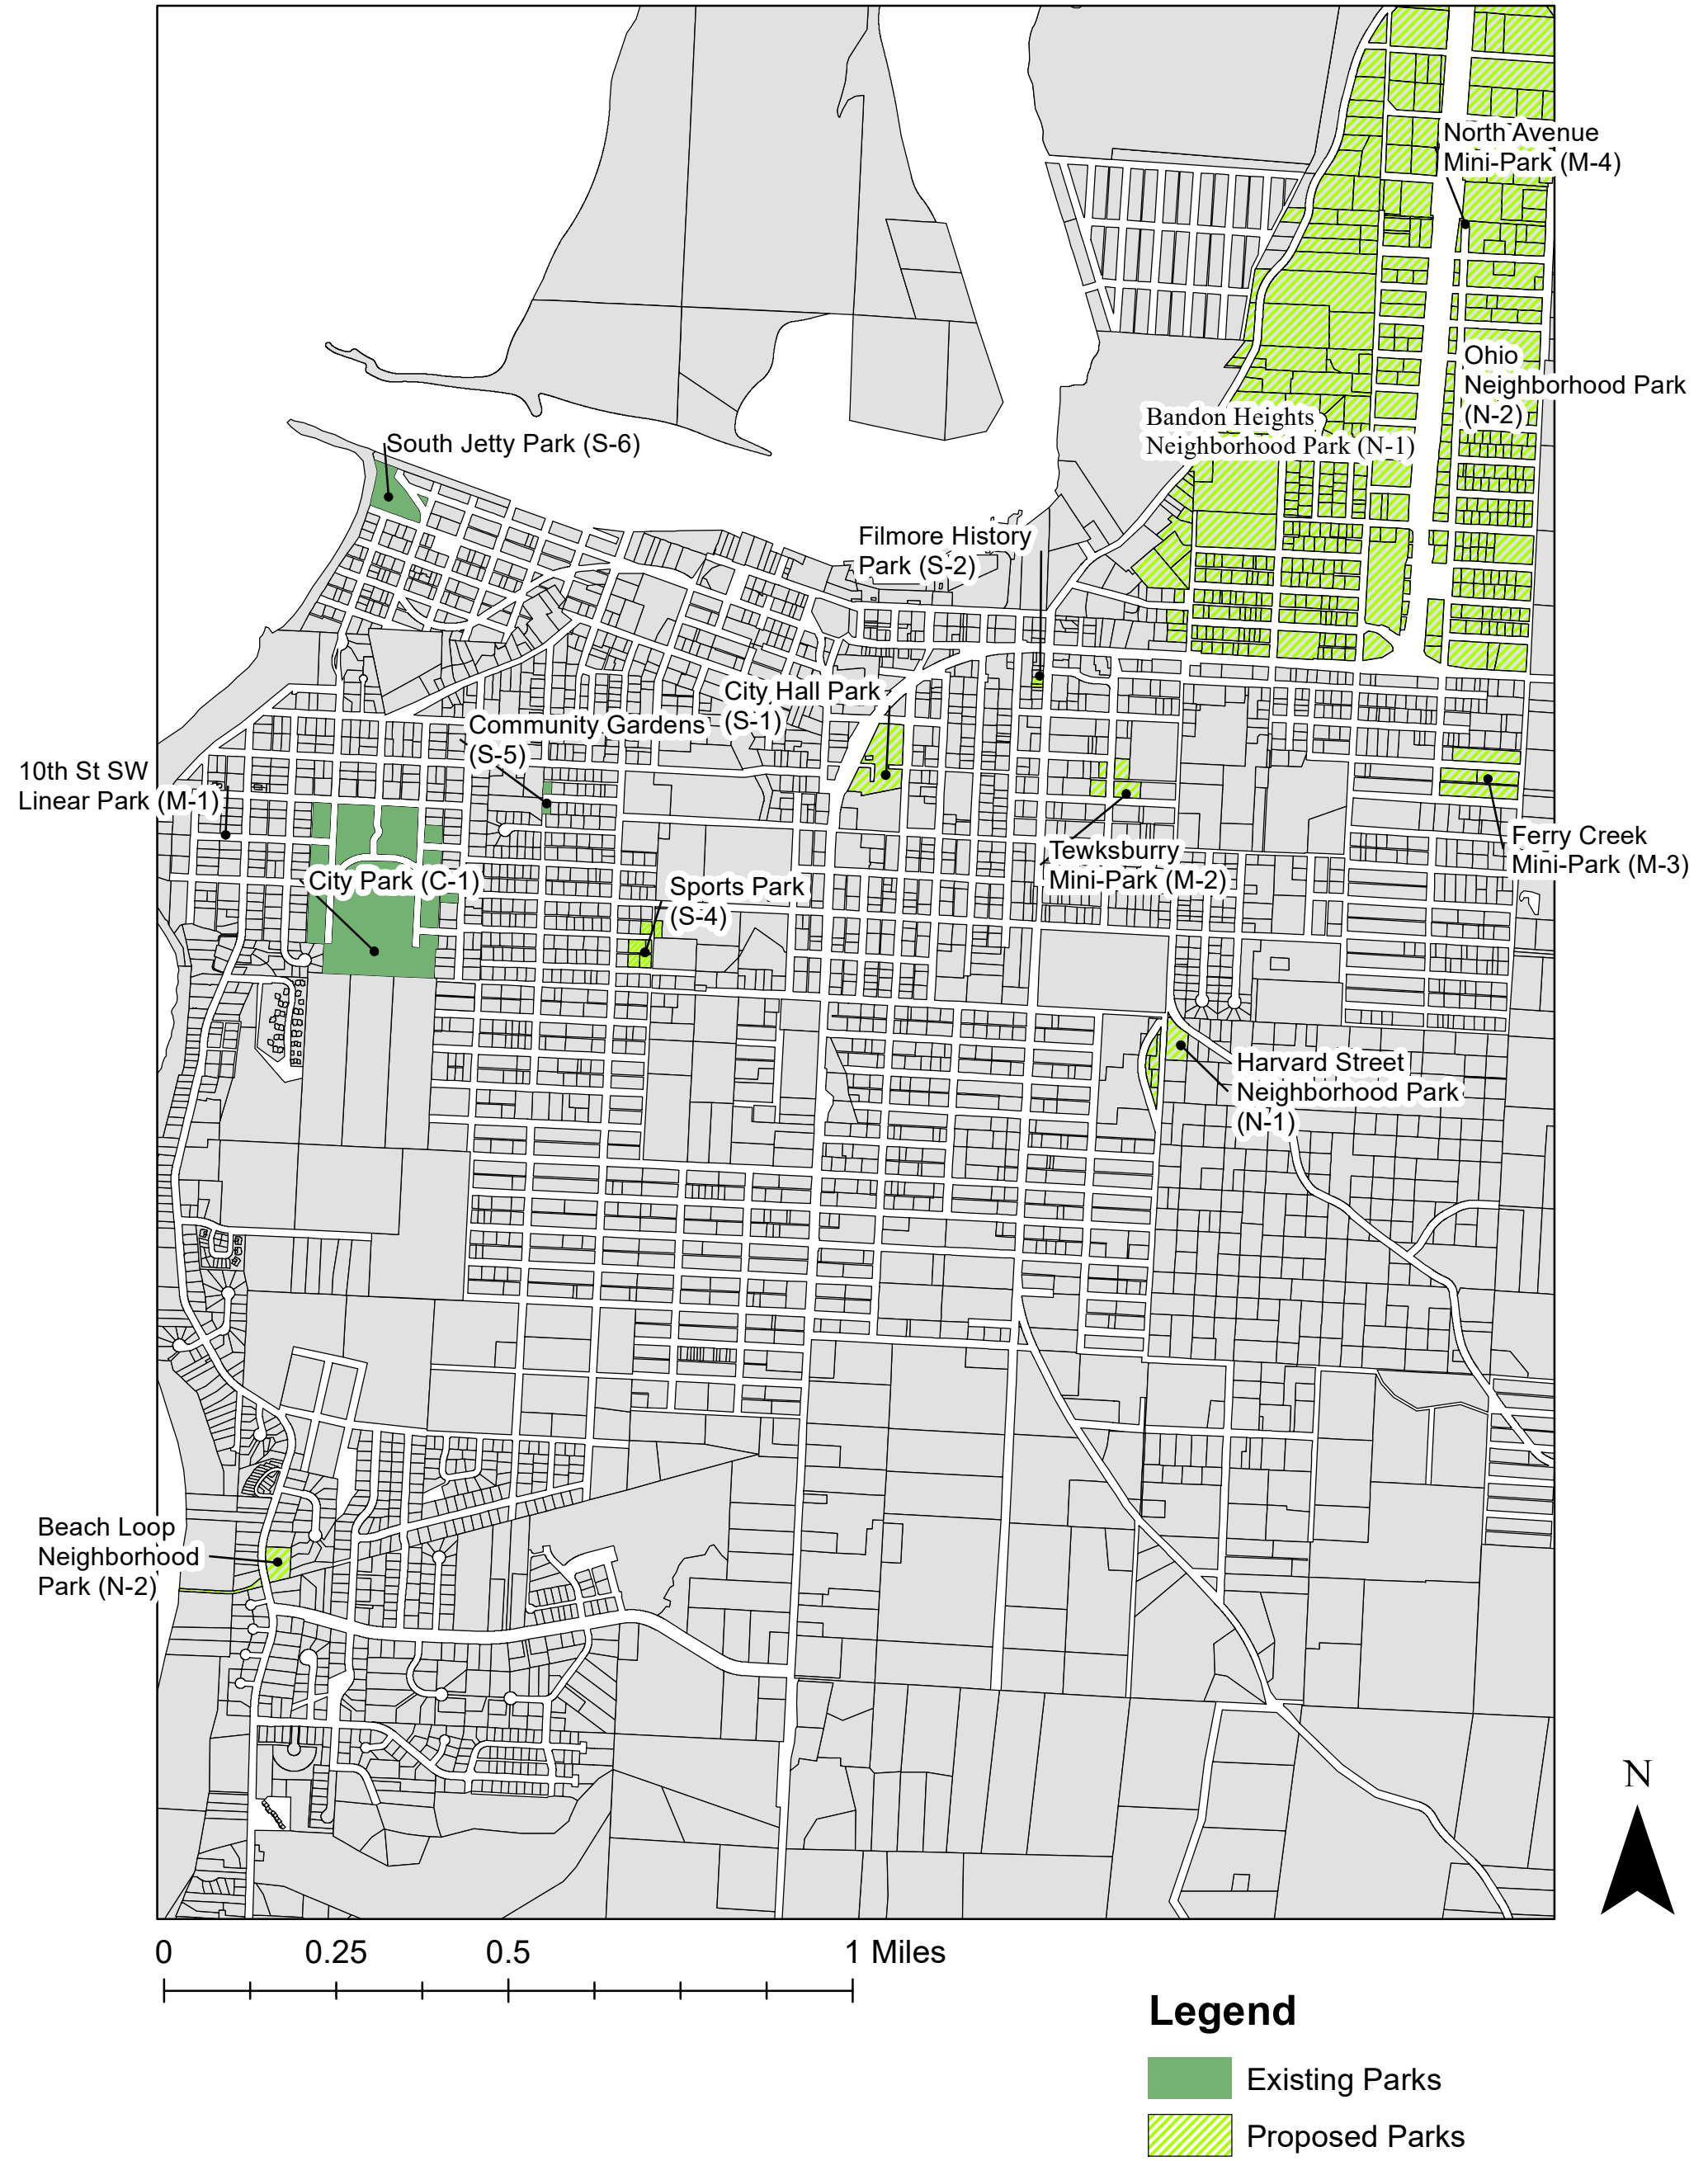 North Avenue
Mini-Park (M-4)
Ohio
Neighborhood Park
(N-2)
Bandon Heights
Neighborhood Park (N-1)
South Jetty Park (S-6)
Filmore History
Park (S-2)
City Hall Park
(S-1)
Community Gardens
(S-5)
10th St SW
Linear Park (M-1)
Ferry Creek
Mini-Park (M-3)
Tewksburry
Mini-Park (M-2)
City Park (C-1)
Sports Park
(S-4)
Harvard Street
Neighborhood Park
(N-1)
Beach Loop
Neighborhood
Park (N-2)
N
0 0.25 0.5 1 Miles
Legend
Existing Parks
Proposed Parks